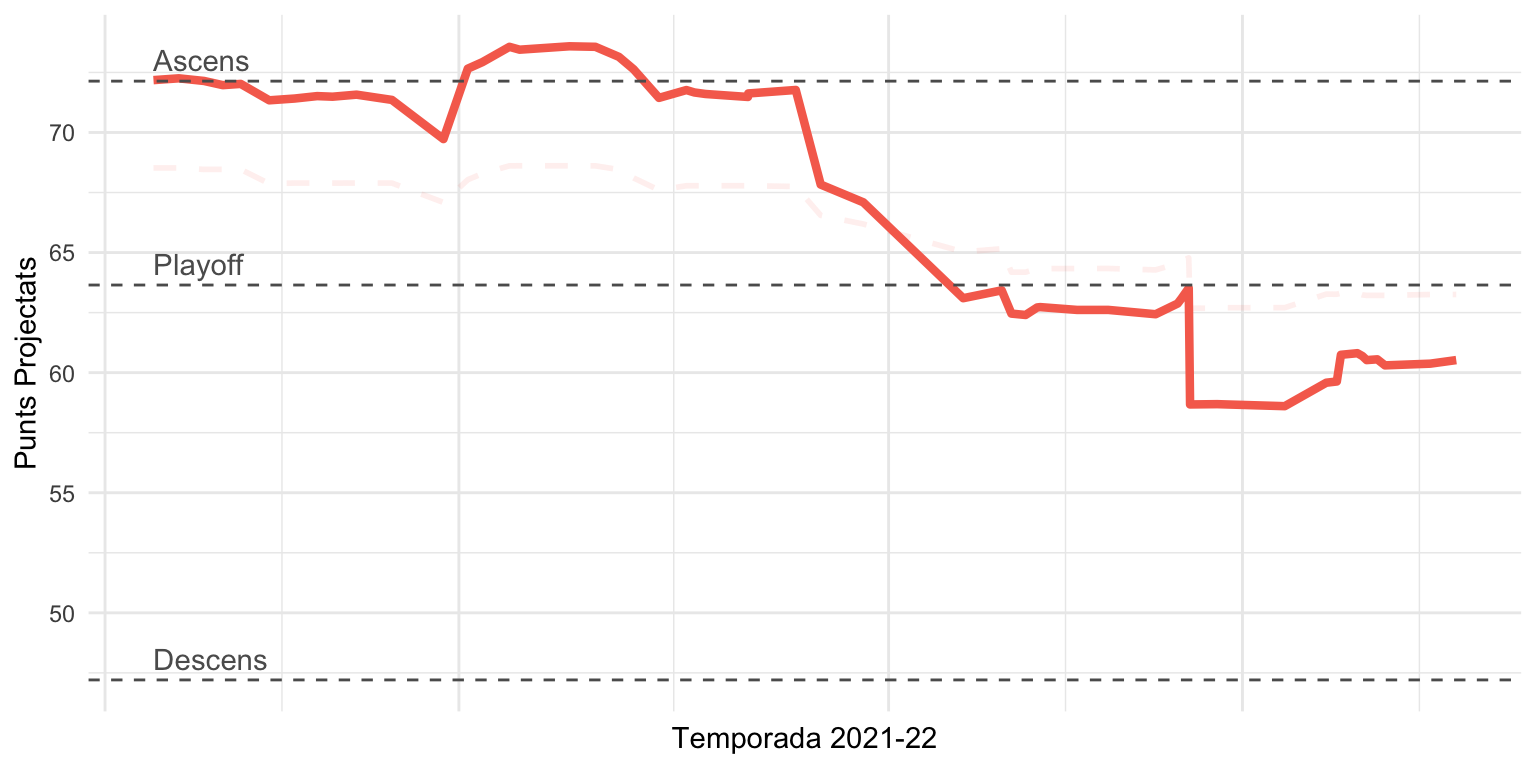 Ascens
70
65
Playoff
60
55
50
Descens
Punts Projectats
Temporada 2021-22